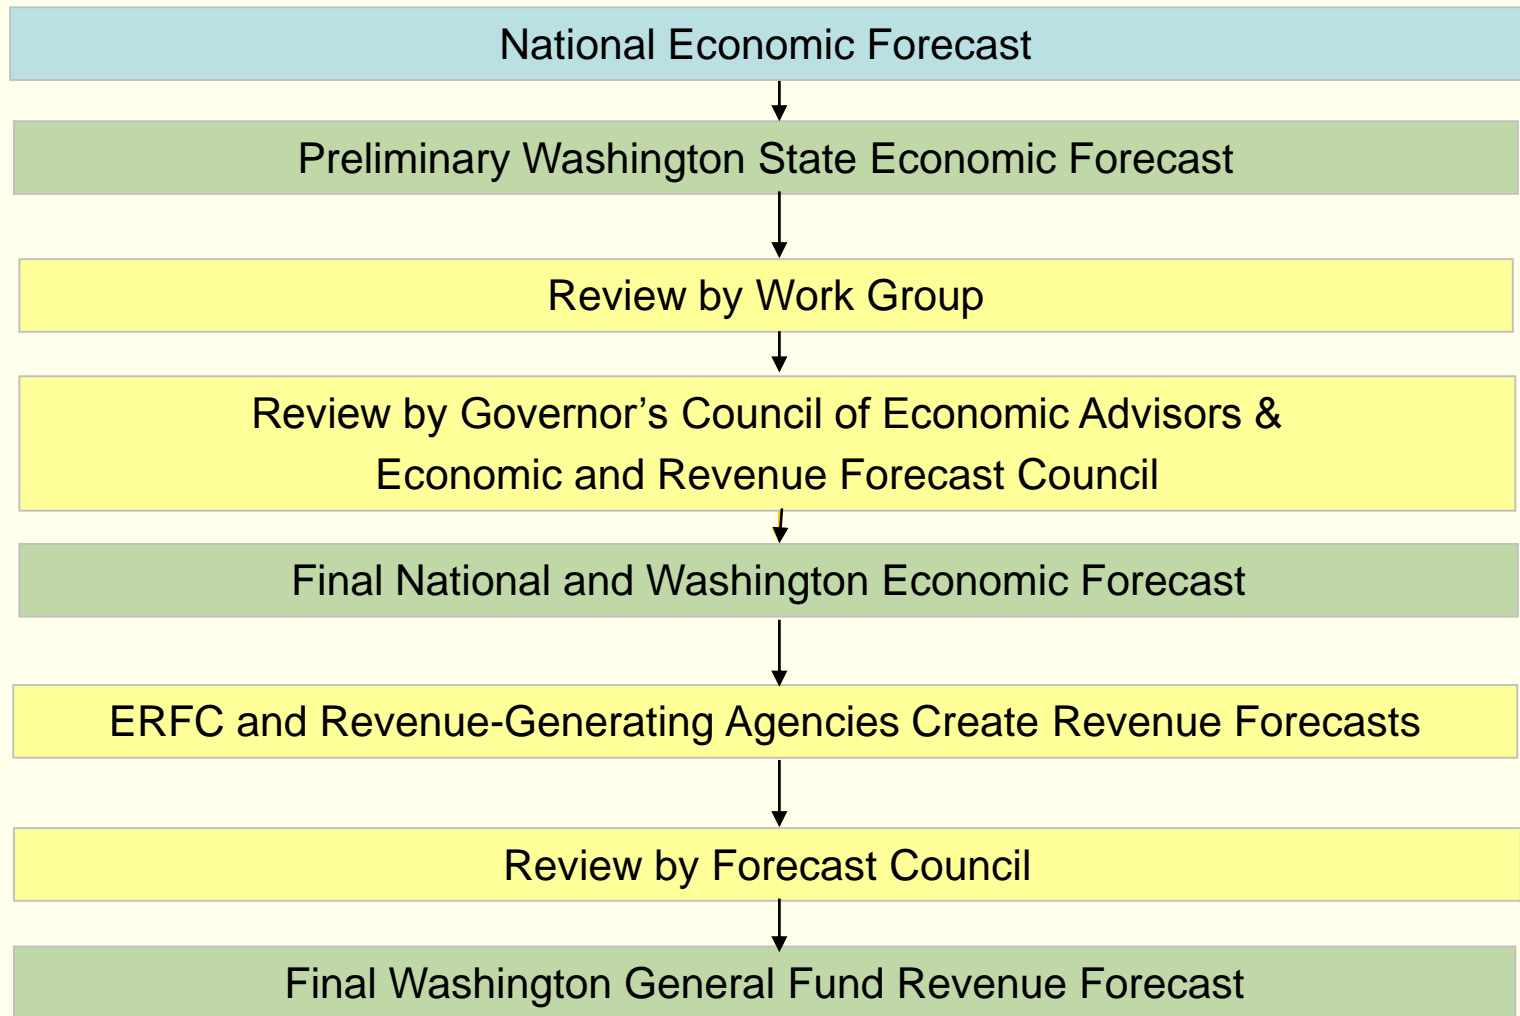 National Economic Forecast
Preliminary Washington State Economic Forecast
Review by Work Group
Review by Governor’s Council of Economic Advisors &
Economic and Revenue Forecast Council
Final National and Washington Economic Forecast
ERFC and Revenue-Generating Agencies Create Revenue Forecasts
Review by Forecast Council
Final Washington General Fund Revenue Forecast